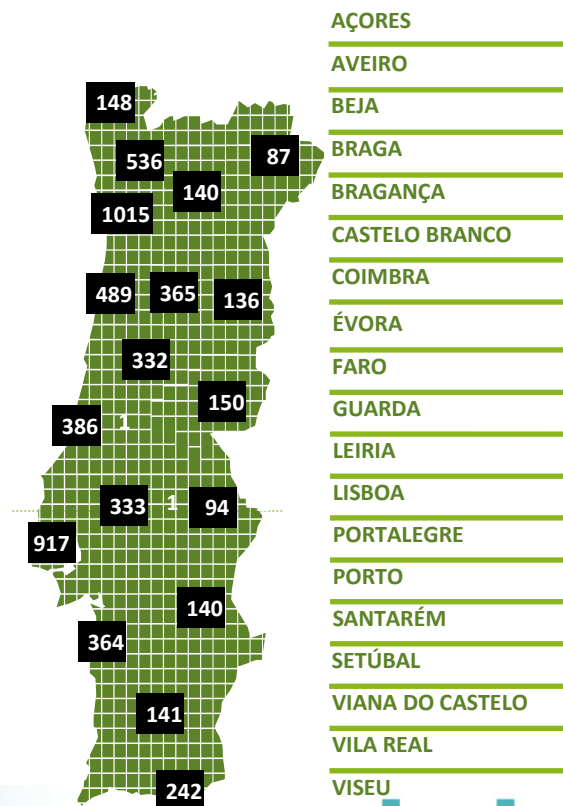 AÇORES
AVEIRO
148
BEJA
BRAGA
536
87
140
BRAGANÇA
1015
CASTELO BRANCO
COIMBRA
489
365
136
ÉVORA
332
FARO
150
GUARDA
386
1
LEIRIA
LISBOA
333
1
94
917
PORTALEGRE
PORTO
140
SANTARÉM
364
SETÚBAL
VIANA DO CASTELO
141
VILA REAL
242
VISEU